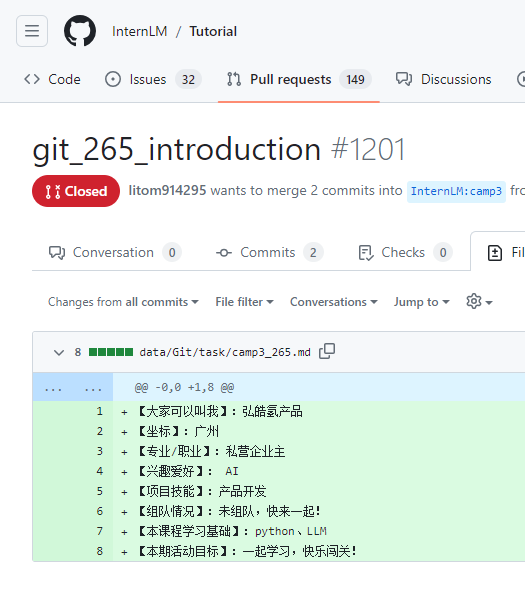 InternLM / Tutorial
Code Issues 32 Pull requests 149 Discussions
git_265_introduction #1201
Closed litom914295 wants to merge 2 commits into InternLM:camp3 fro
Conversation 0 Commits 2 Checks 0 Fil
Changes from all commits File filter Conversations Jump to
8 data/Git/task/camp3_265.md
... ... @@ -0,0 +1,8 @@
1 + 【大家可以叫我】：弘皓氢产品
2 + 【坐标】：广州
3 + 【专业/职业】：私营企业主
4 + 【兴趣爱好】： AI
5 + 【项目技能】：产品开发
6 + 【组队情况】：未组队，快来一起！
7 + 【本课程学习基础】：python、LLM
8 + 【本期活动目标】：一起学习，快乐闯关！